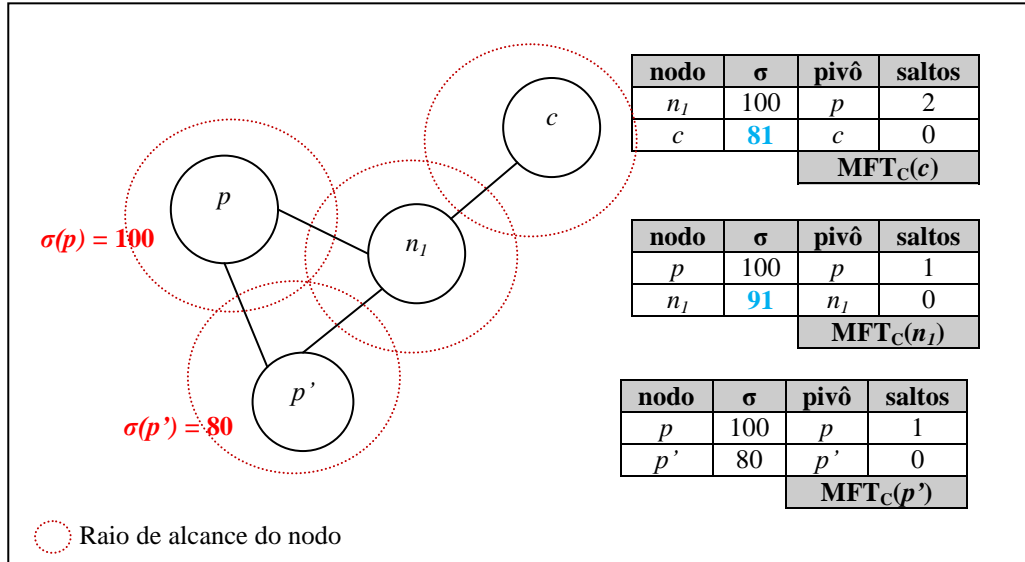 c
p
σ(p) = 100
n1
p’
σ(p’) = 80
Raio de alcance do nodo
nodo σ pivô saltos
n1 100 p 2
c 81 c 0
MFTC(c)
nodo σ pivô saltos
p 100 p 1
n1 91 n1 0
MFTC(n1)
nodo σ pivô saltos
p 100 p 1
p’ 80 p’ 0
MFTC(p’)